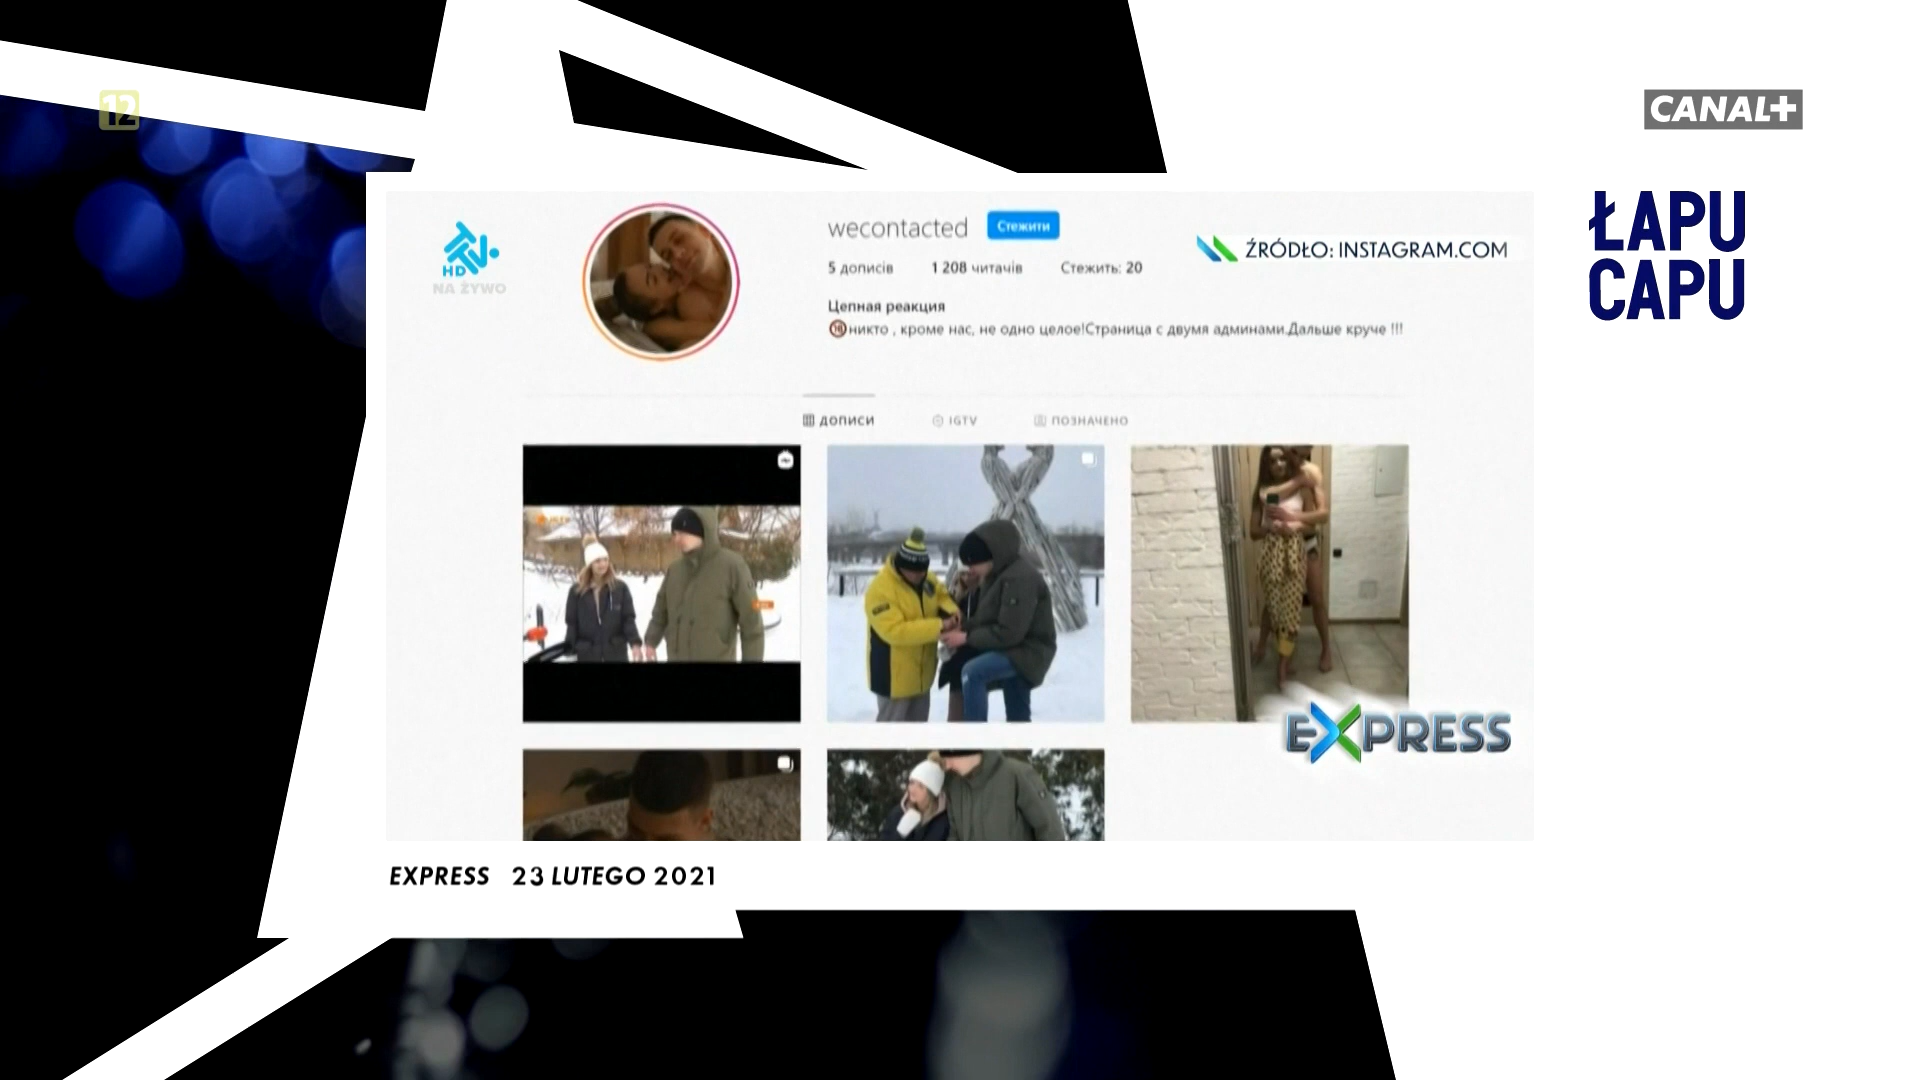 12
CANAL+
ŁAPU
CAPU
HD
NA ŻYWO
wecontacted
Стежити
ŹRÓDŁO: INSTAGRAM.COM
5 дописів 1 208 читачів Стежить: 20
Цепная реакция
18 никто , кроме нас, не одно целое!Страница с двумя админами.Дальше круче !!!
ДОПИСИ IGTV ПОЗНАЧЕНО
EXPRESS
EXPRESS 23 LUTEGO 2021